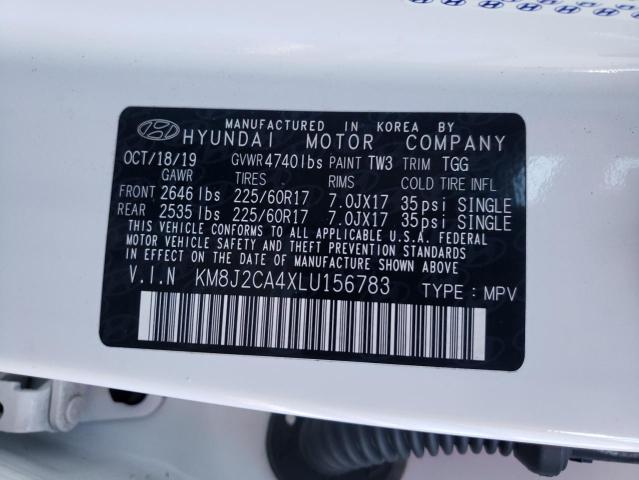 MANUFACTURED IN KOREA BY
HYUNDAI MOTOR COMPANY
OCT/18/19 GVWR 4740lbs PAINT TW3 TRIM TGG
GAWR TIRES RIMS COLD TIRE INFL
FRONT 2646 lbs 225/60R17 7.0JX17 35psi SINGLE
REAR 2535 lbs 225/60R17 7.0JX17 35psi SINGLE
THIS VEHICLE CONFORMS TO ALL APPLICABLE U.S.A. FEDERAL
MOTOR VEHICLE SAFETY AND THEFT PREVENTION STANDARDS
IN EFFECT ON THE DATE OF MANUFACTURE SHOWN ABOVE.
V.I.N KM8J2CA4XLU156783 TYPE : MPV